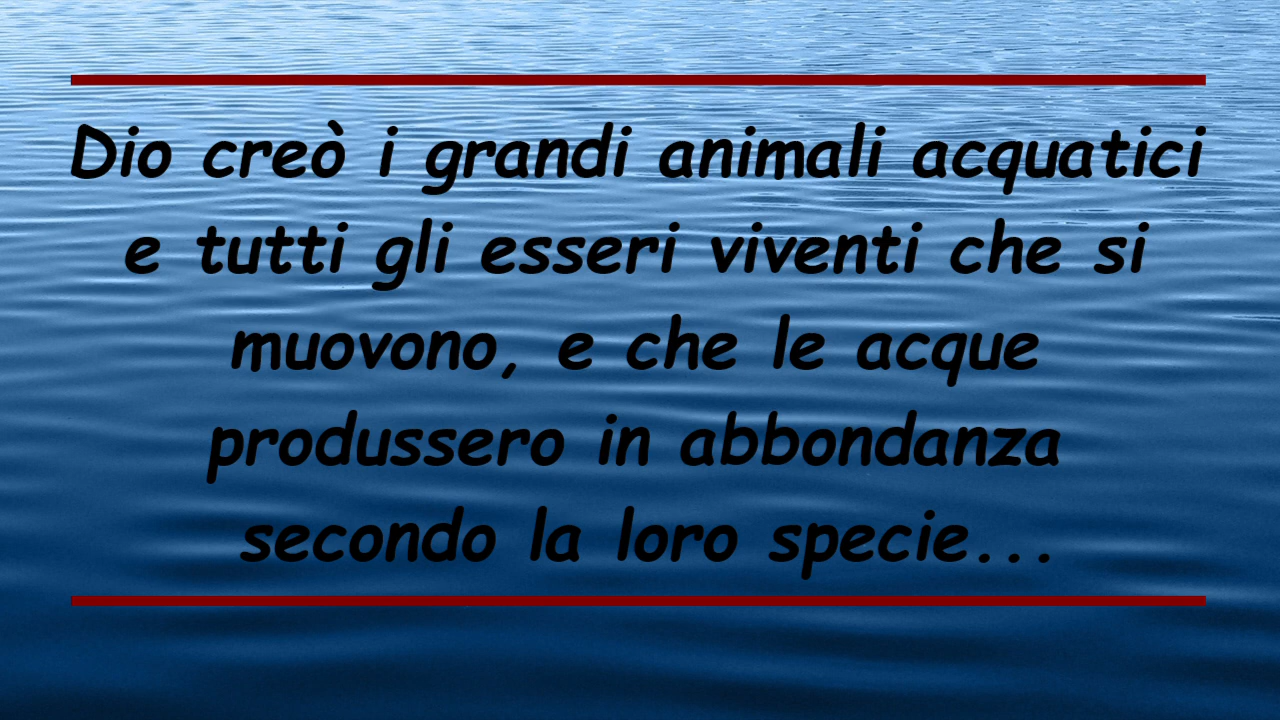 Dio creò i grandi animali acquatici
e tutti gli esseri viventi che si
muovono, e che le acque
produssero in abbondanza
secondo la loro specie...